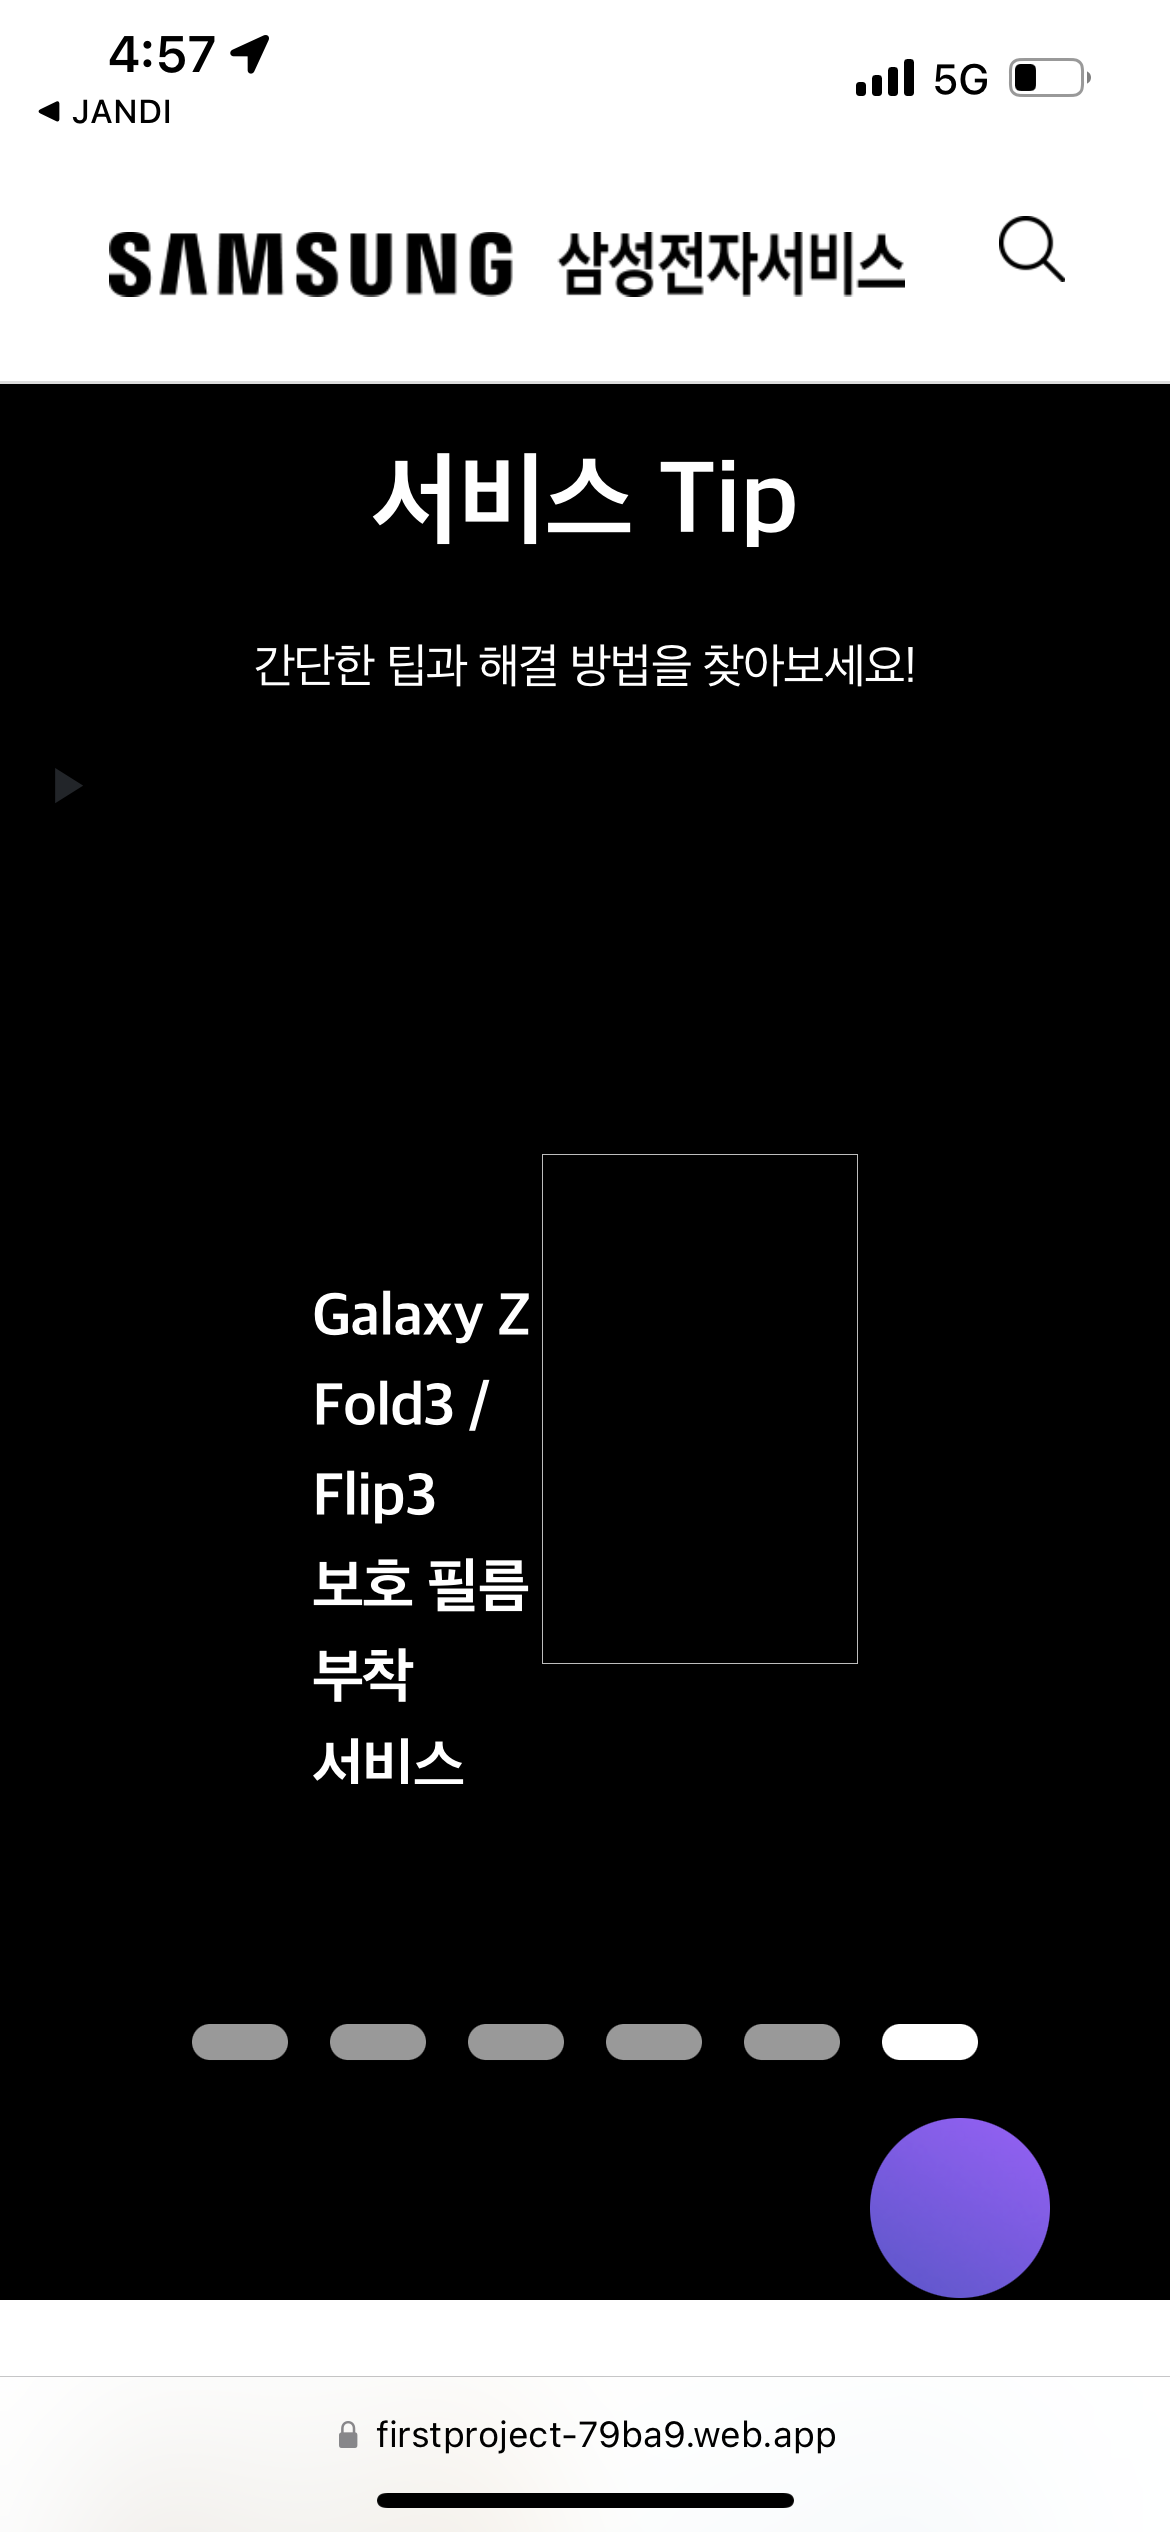 4:57
5G
JANDI
SAMSUNG 삼성전자서비스
서비스 Tip
간단한 팁과 해결 방법을 찾아보세요!
Galaxy Z
Fold3 /
Flip3
보호 필름
부착
서비스
firstproject-79ba9.web.app